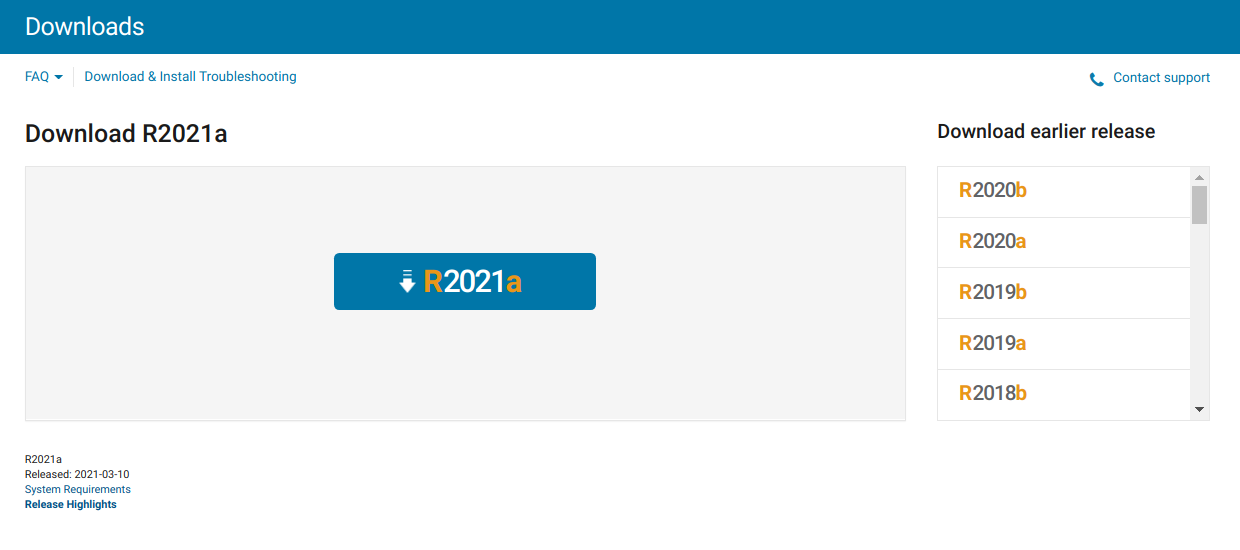 Downloads
FAQ
Download & Install Troubleshooting
Contact support
Download R2021a
R2021a
Download earlier release
R2020b
R2020a
R2019b
R2019a
R2018b
R2021a
Released: 2021-03-10
System Requirements
Release Highlights